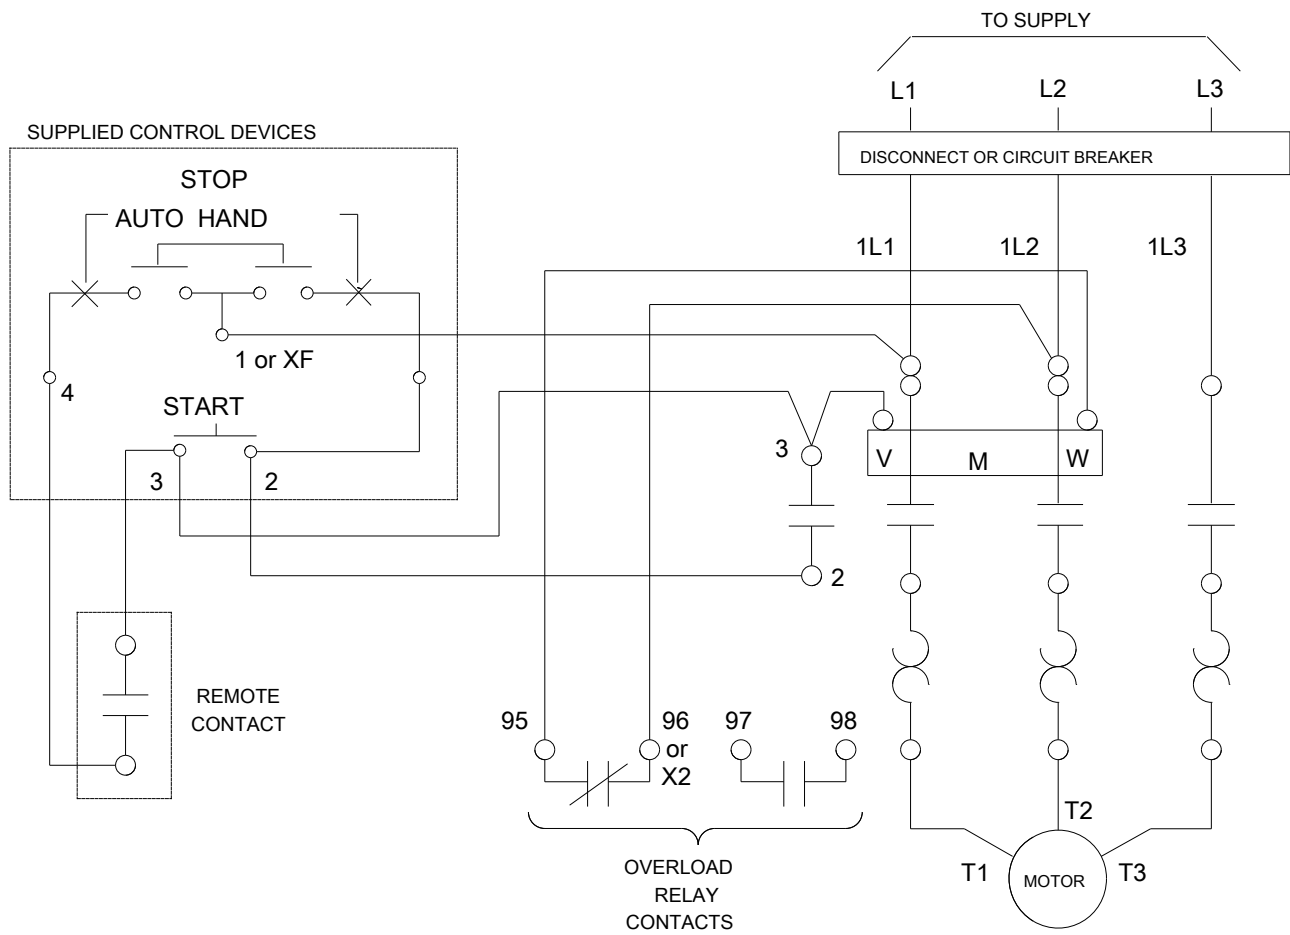 TO SUPPLY
L1 L2 L3
SUPPLIED CONTROL DEVICES
DISCONNECT OR CIRCUIT BREAKER
STOP
AUTO HAND
1L1 1L2 1L3
1 or XF
4
START
3 2
3
V M W
2
REMOTE
CONTACT
95 96 97 98
or
X2
T2
T1 MOTOR T3
OVERLOAD
RELAY
CONTACTS